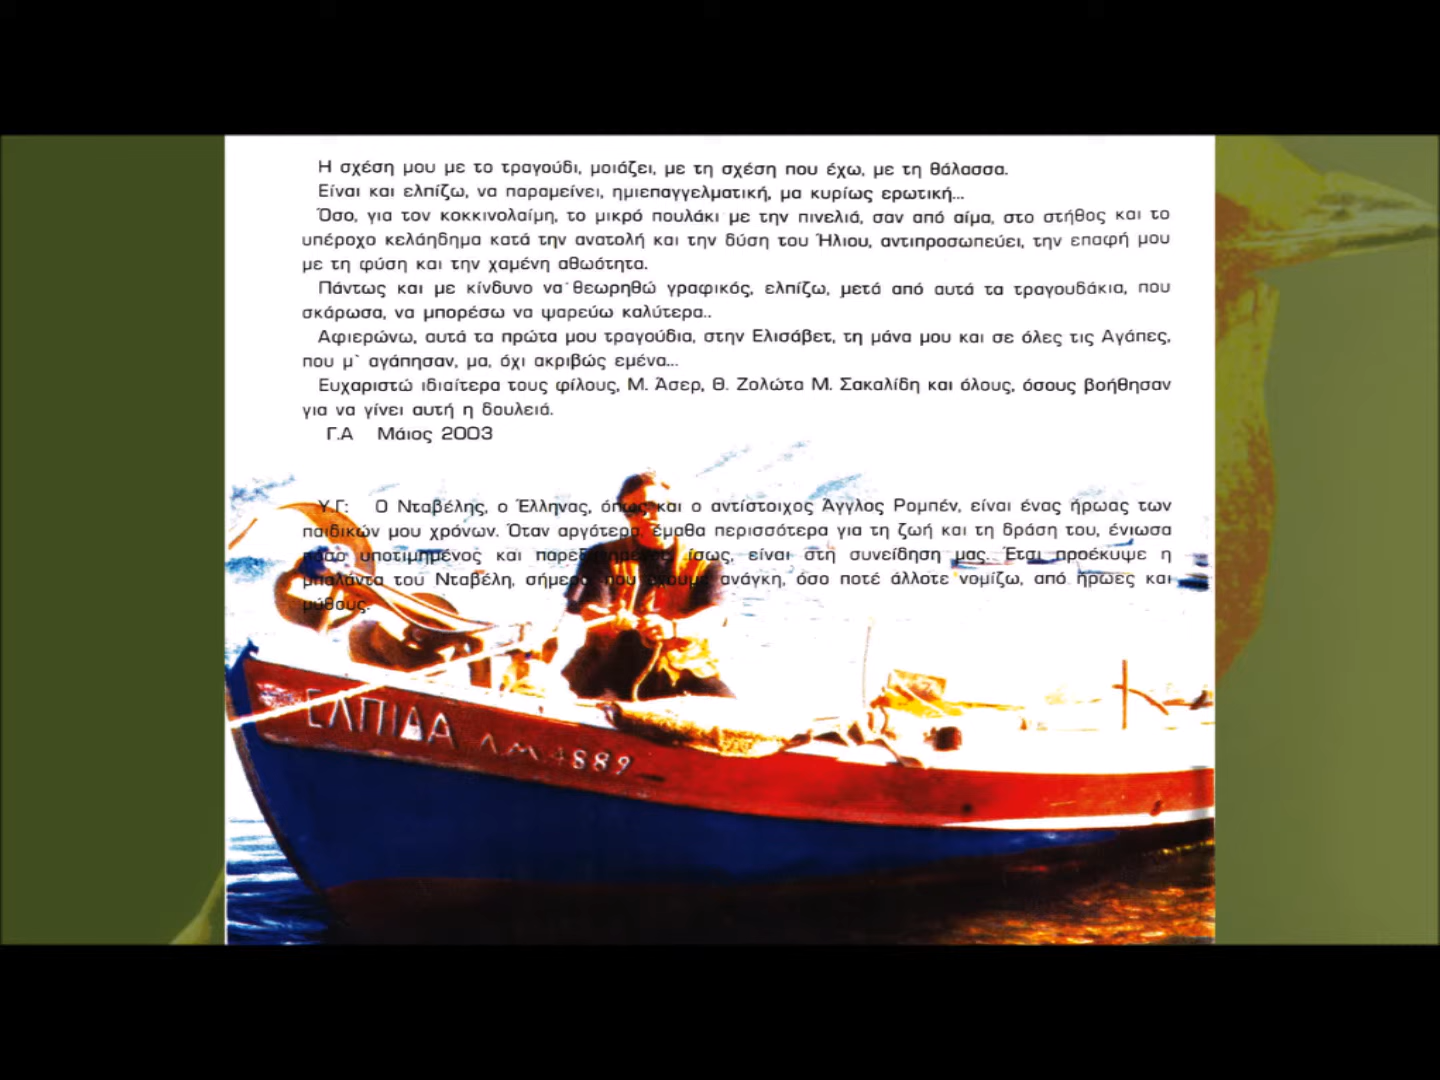 Η σχέση μου με το τραγούδι, μοιάζει, με τη σχέση που έχω, με τη θάλασσα.
Είναι και ελπίζω, να παραμείνει, ημιεπαγγελματική, μα κυρίως ερωτική...
Όσο, για τον κοκκινολαίμη, το μικρό πουλάκι με την πινελιά, σαν από αίμα, στο στήθος και το
υπέροχο κελάηδημα κατά την ανατολή και την δύση του Ήλιου, αντιπροσωπεύει, την επαφή μου
με τη φύση και την χαμένη αθωότητα.
Πάντως και με κίνδυνο να θεωρηθώ γραφικός, ελπίζω, μετά από αυτά τα τραγουδάκια, που
σκάρωσα, να μπορέσω να ψαρεύω καλύτερα..
Αφιερώνω, αυτά τα πρώτα μου τραγούδια, στην Ελισάβετ, τη μάνα μου και σε όλες τις Αγάπες,
που μ` αγάπησαν, μα, όχι ακριβώς εμένα...
Ευχαριστώ ιδιαίτερα τους φίλους, Μ. Άσερ, Θ. Ζολώτα Μ. Σακαλίδη και όλους, όσους βοήθησαν
για να γίνει αυτή η δουλειά.
Γ.Α Μάιος 2003
Υ.Γ: Ο Νταβέλης, ο Έλληνας, όπως και ο αντίστοιχος Άγγλος Ρομπέν, είναι ένας ήρωας των
παιδικών μου χρόνων. Όταν αργότερα, έμαθα περισσότερα για τη ζωή και τη δράση του, ένιωσα
πόσο υποτιμημένος και ίσως, είναι στη συνείδηση μας. Έτσι προέκυψε η
μπαλάντα του Νταβέλη, σήμερα που έχουμε ανάγκη, όσο ποτέ άλλοτε νομίζω, από ήρωες και
μύθους.
ΕΛΠΙΔΑ ΛΜ 4889